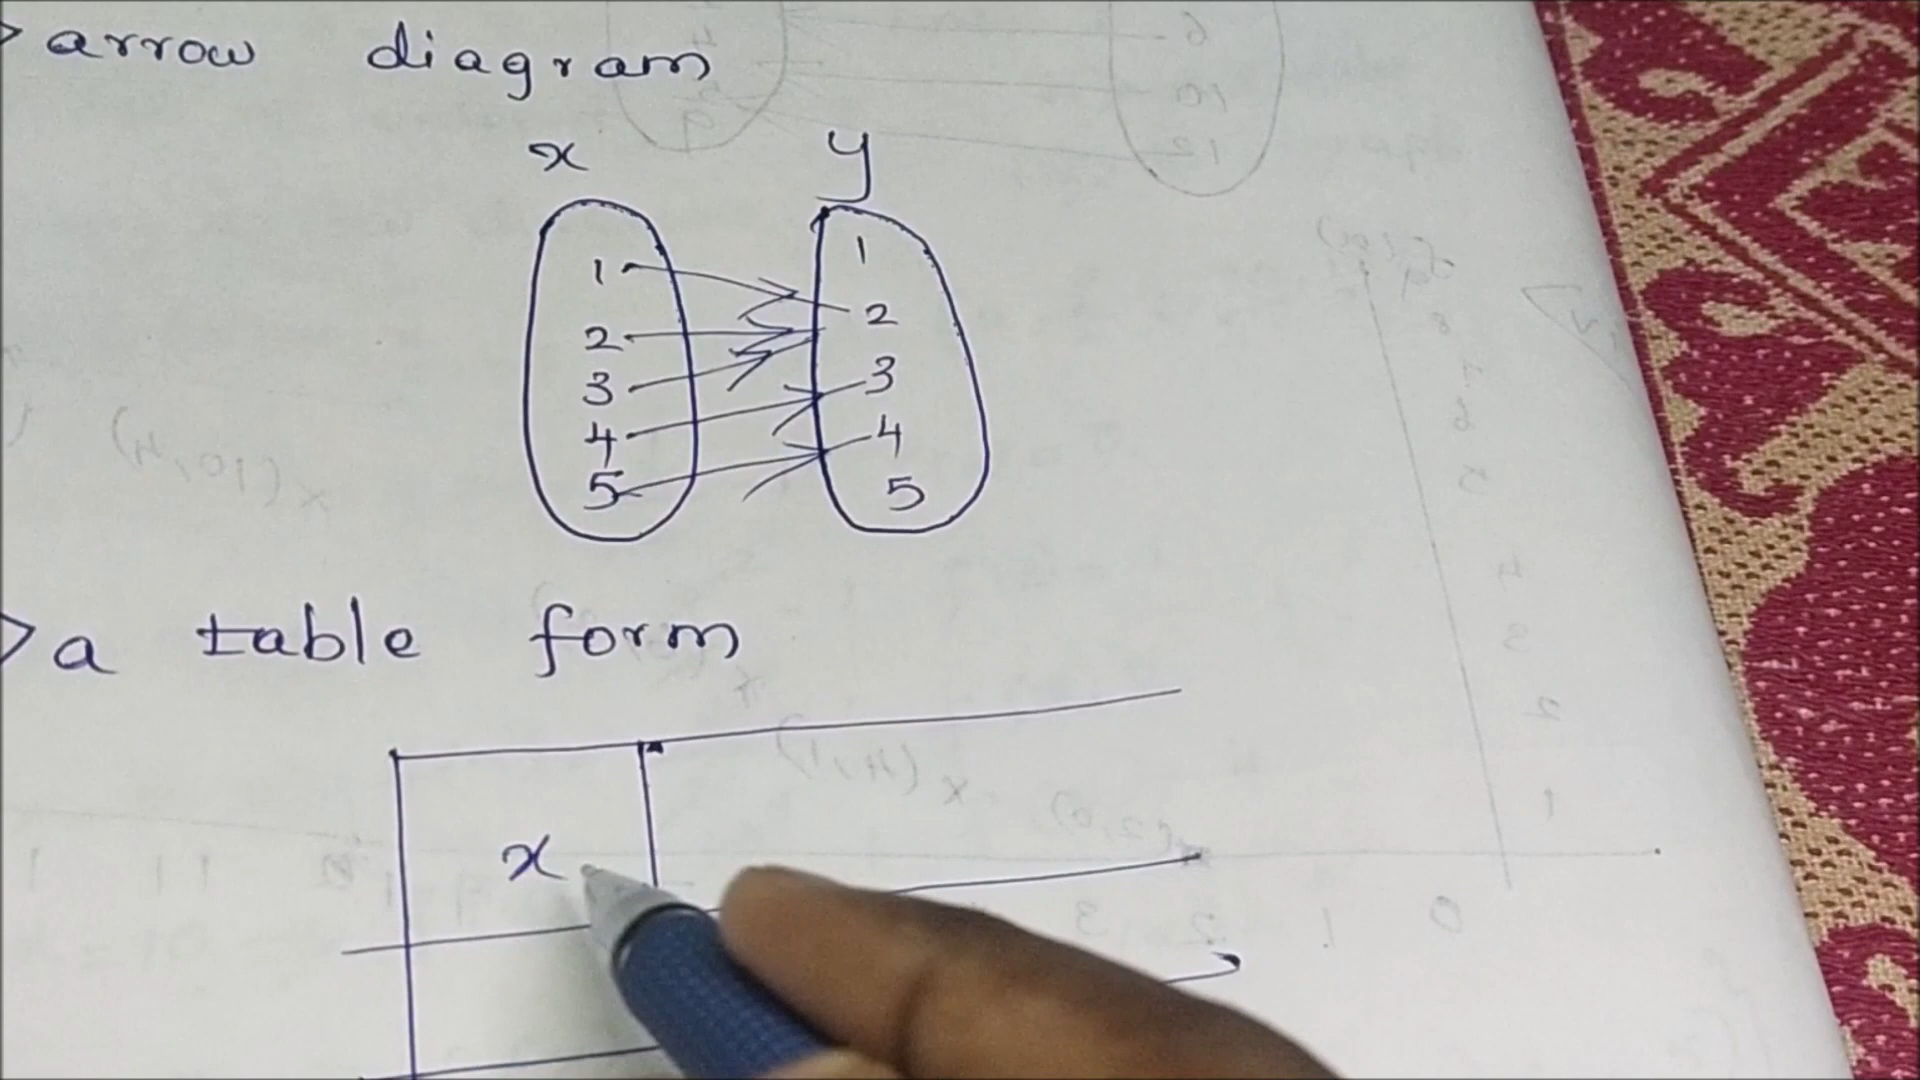 arrow diagram
x y
1 1
2 2
3 3
4 4
5 5
a table form
x